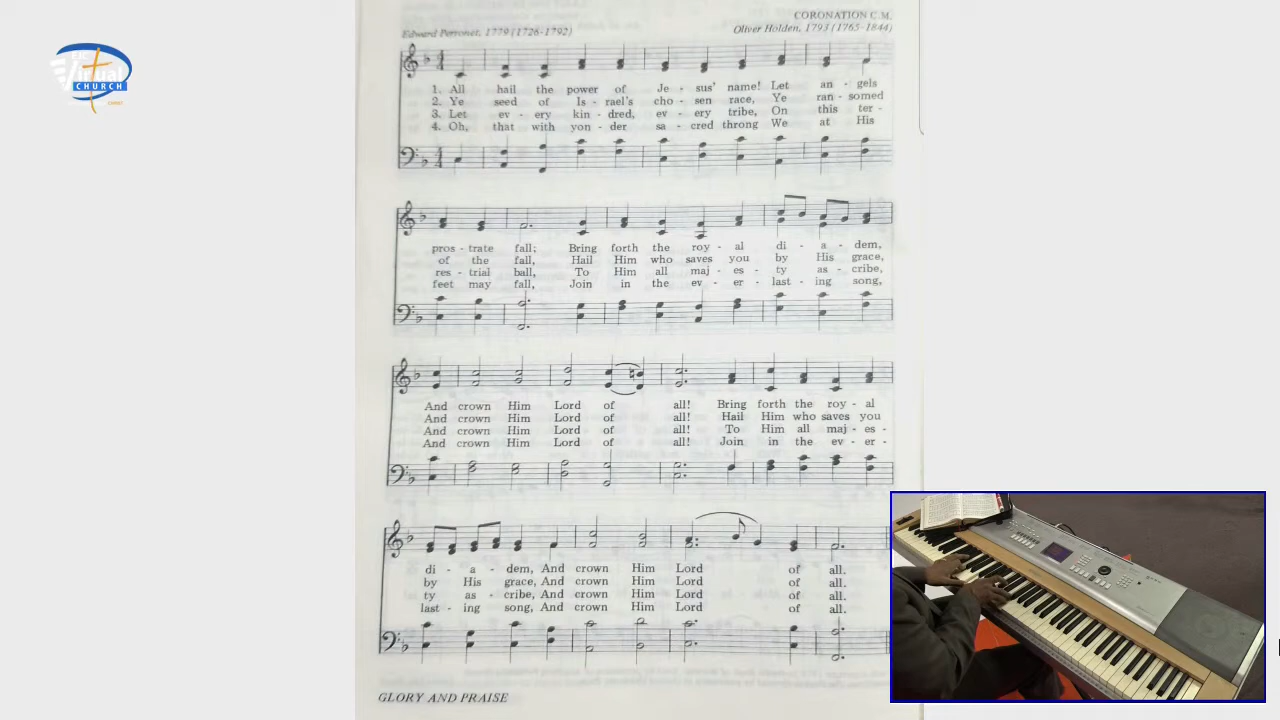 Virtual
CHURCH
CHRIST
CORONATION C.M.
Edward Perronet, 1779 (1726-1792)
Oliver Holden, 1793 (1765-1844)
1. All hail the power of Je - sus' name! Let an - gels
2. Ye seed of Is - rael's cho - sen race, Ye ran - somed
3. Let ev - ery kin - dred, ev - ery tribe, On this ter -
4. Oh, that with yon - der sa - cred throng We at His
pros - trate fall; Bring forth the roy - al di - a - dem,
of the fall, Hail Him who saves you by His grace,
res - trial ball, To Him all maj - es - ty as - cribe,
feet may fall, Join in the ev - er - last - ing song,
And crown Him Lord of all! Bring forth the roy - al
And crown Him Lord of all! Hail Him who saves you
And crown Him Lord of all! To Him all maj - es -
And crown Him Lord of all! Join in the ev - er -
di - a - dem, And crown Him Lord of all.
by His grace, And crown Him Lord of all.
ty as - cribe, And crown Him Lord of all.
last - ing song, And crown Him Lord of all.
GLORY AND PRAISE